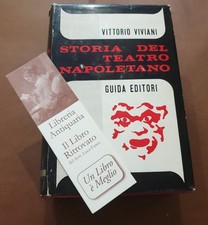 VITTORIO VIVIANI
STORIA DEL
TEATRO
NAPOLETANO
GUIDA EDITORI
Libreria
Antiquaria
Il Libro
Ritrovato
Un Libro
è Meglio